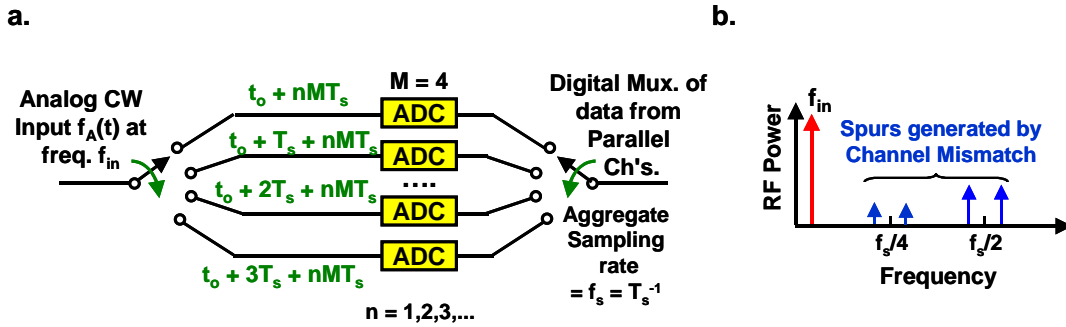 a.
b.
Analog CW
Input f_A(t) at
freq. f_in
t_o + nMT_s
t_o + T_s + nMT_s
t_o + 2T_s + nMT_s
t_o + 3T_s + nMT_s
M = 4
ADC
ADC
....
ADC
ADC
n = 1,2,3,...
Digital Mux. of
data from
Parallel
Ch's.
Aggregate
Sampling
rate
= f_s = T_s^-1
RF Power
f_in
Spurs generated by
Channel Mismatch
f_s/4
f_s/2
Frequency